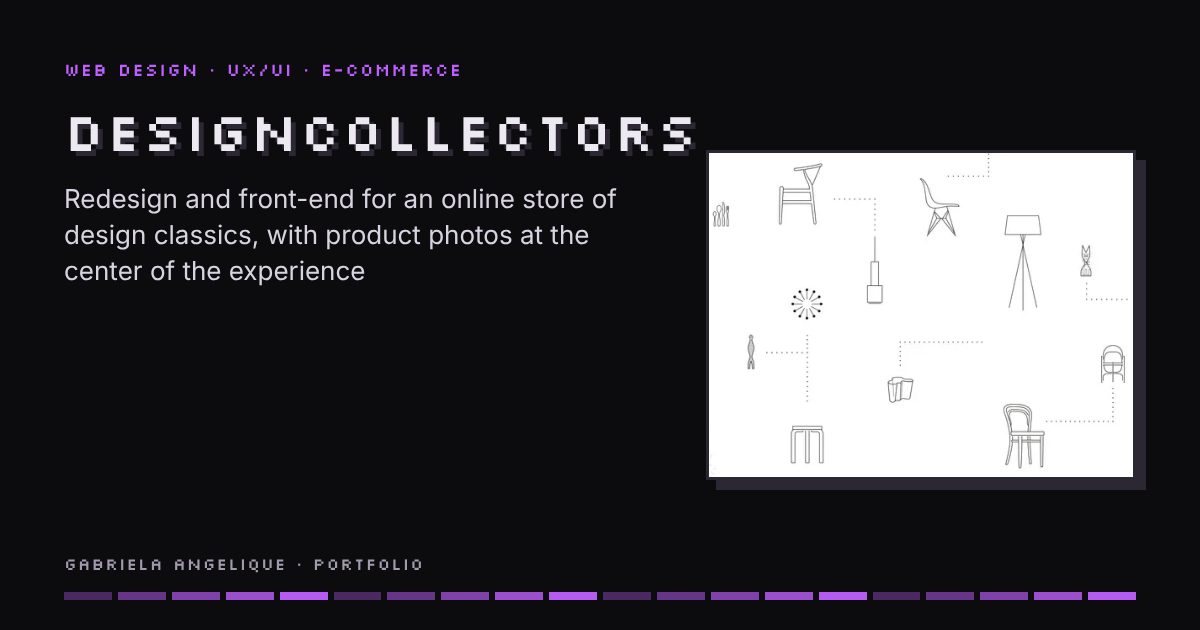 WEB DESIGN · UX/UI · E-COMMERCE
DESIGNCOLLECTORS
Redesign and front-end for an online store of
design classics, with product photos at the
center of the experience
GABRIELA ANGELIQUE · PORTFOLIO